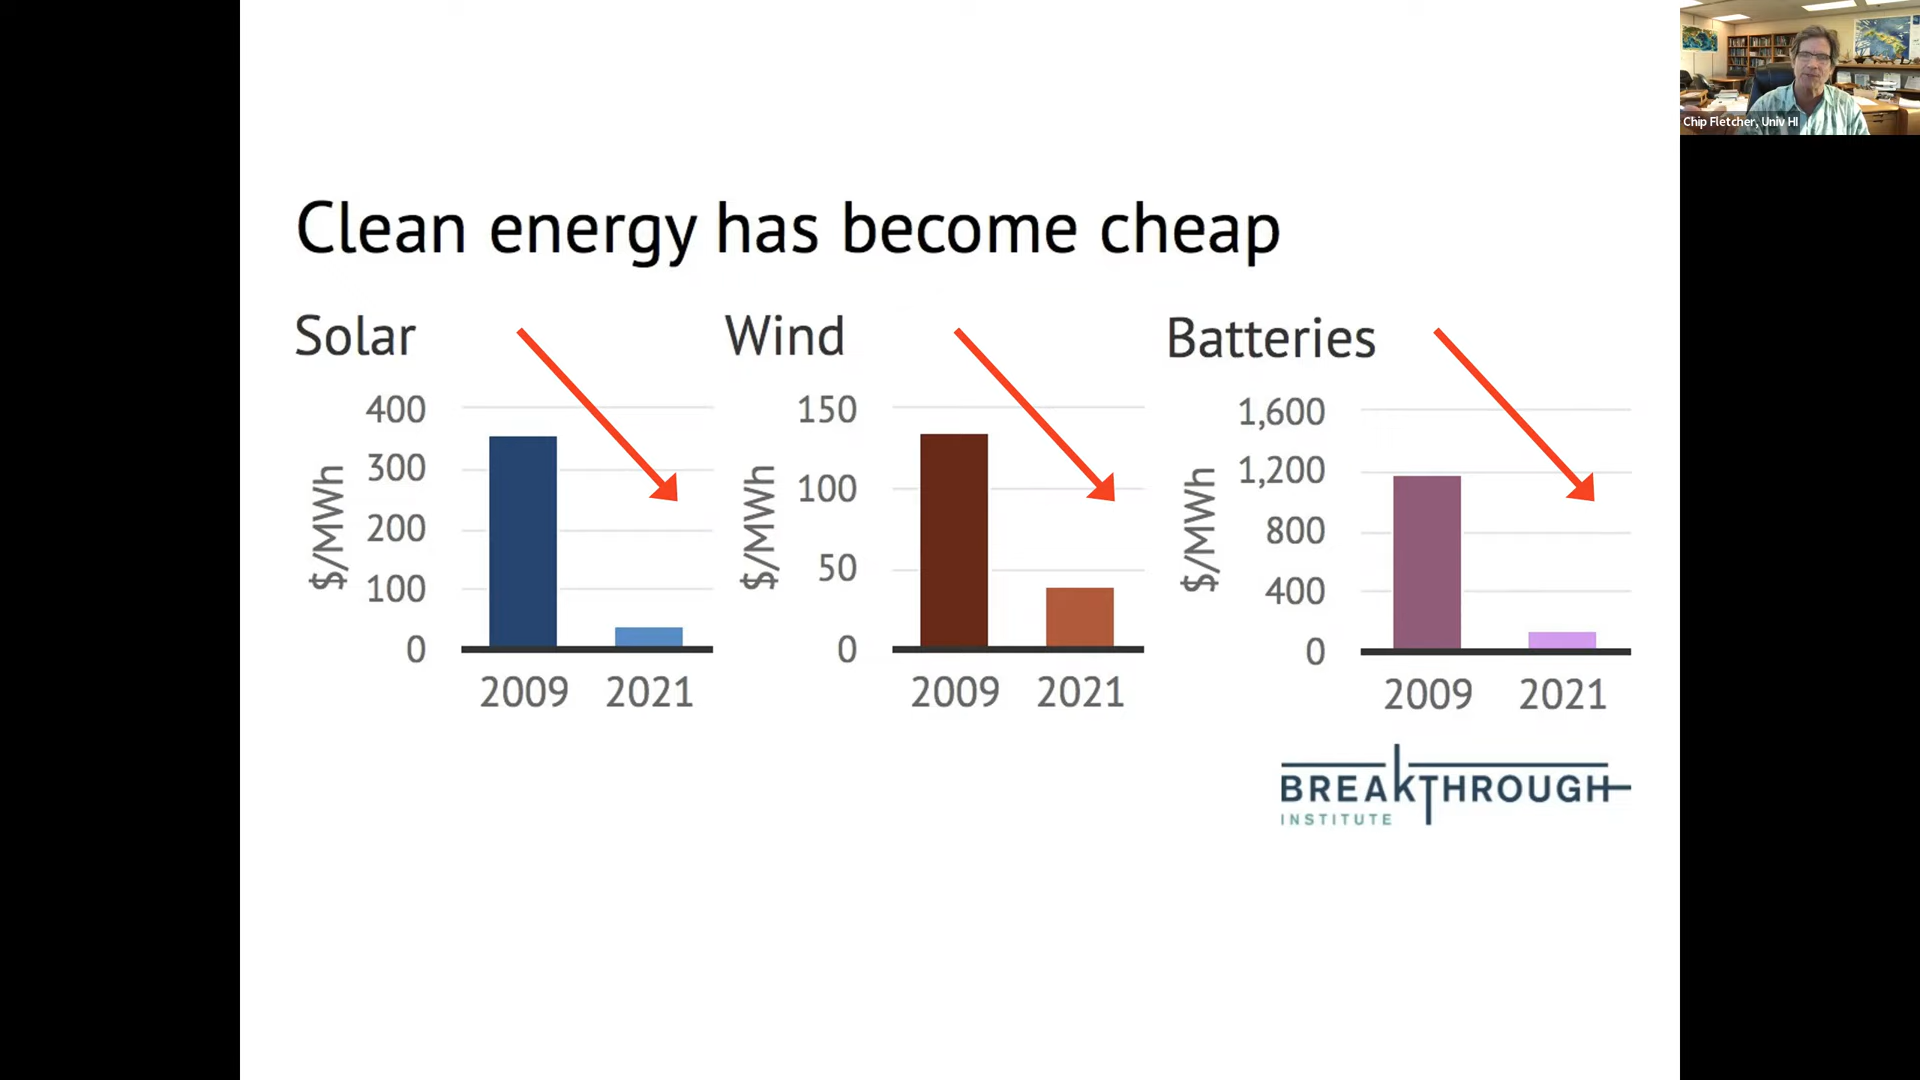 Chip Fletcher, Univ HI
Clean energy has become cheap
Solar
$/MWh
400
300
200
100
0
2009 2021
Wind
$/MWh
150
100
50
0
2009 2021
Batteries
$/MWh
1,600
1,200
800
400
0
2009 2021
BREAKTHROUGH
INSTITUTE